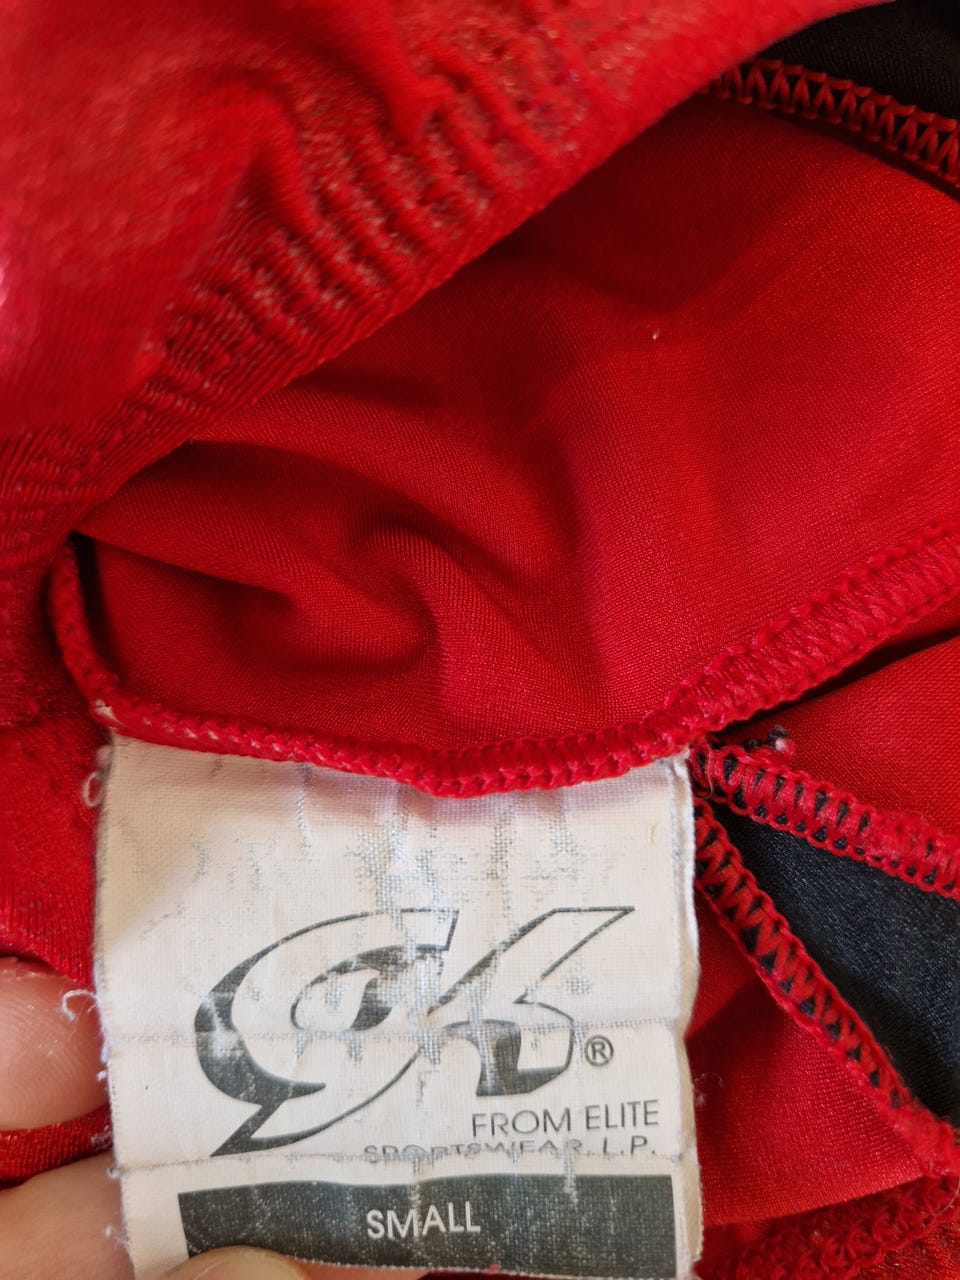 GK®
FROM ELITE
SPORTSWEAR, L.P.
SMALL